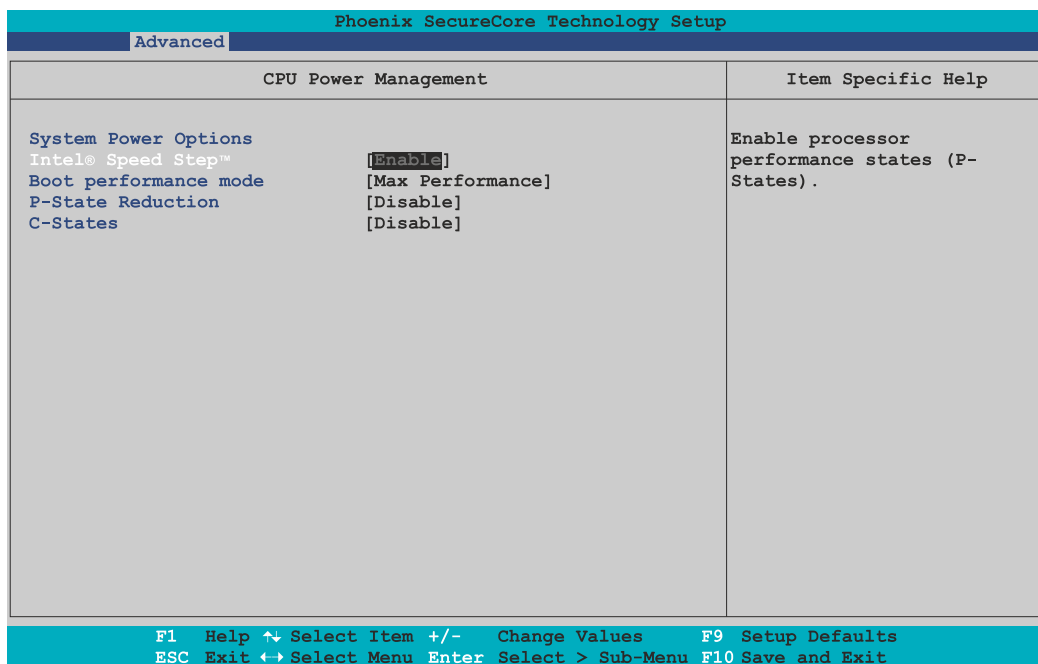 Phoenix SecureCore Technology Setup
Advanced
CPU Power Management
Item Specific Help
System Power Options
Intel® Speed Step™ [Enable]
Boot performance mode [Max Performance]
P-State Reduction [Disable]
C-States [Disable]
Enable processor
performance states (P-
States).
F1 Help ↑↓ Select Item +/- Change Values F9 Setup Defaults
ESC Exit ←→ Select Menu Enter Select > Sub-Menu F10 Save and Exit